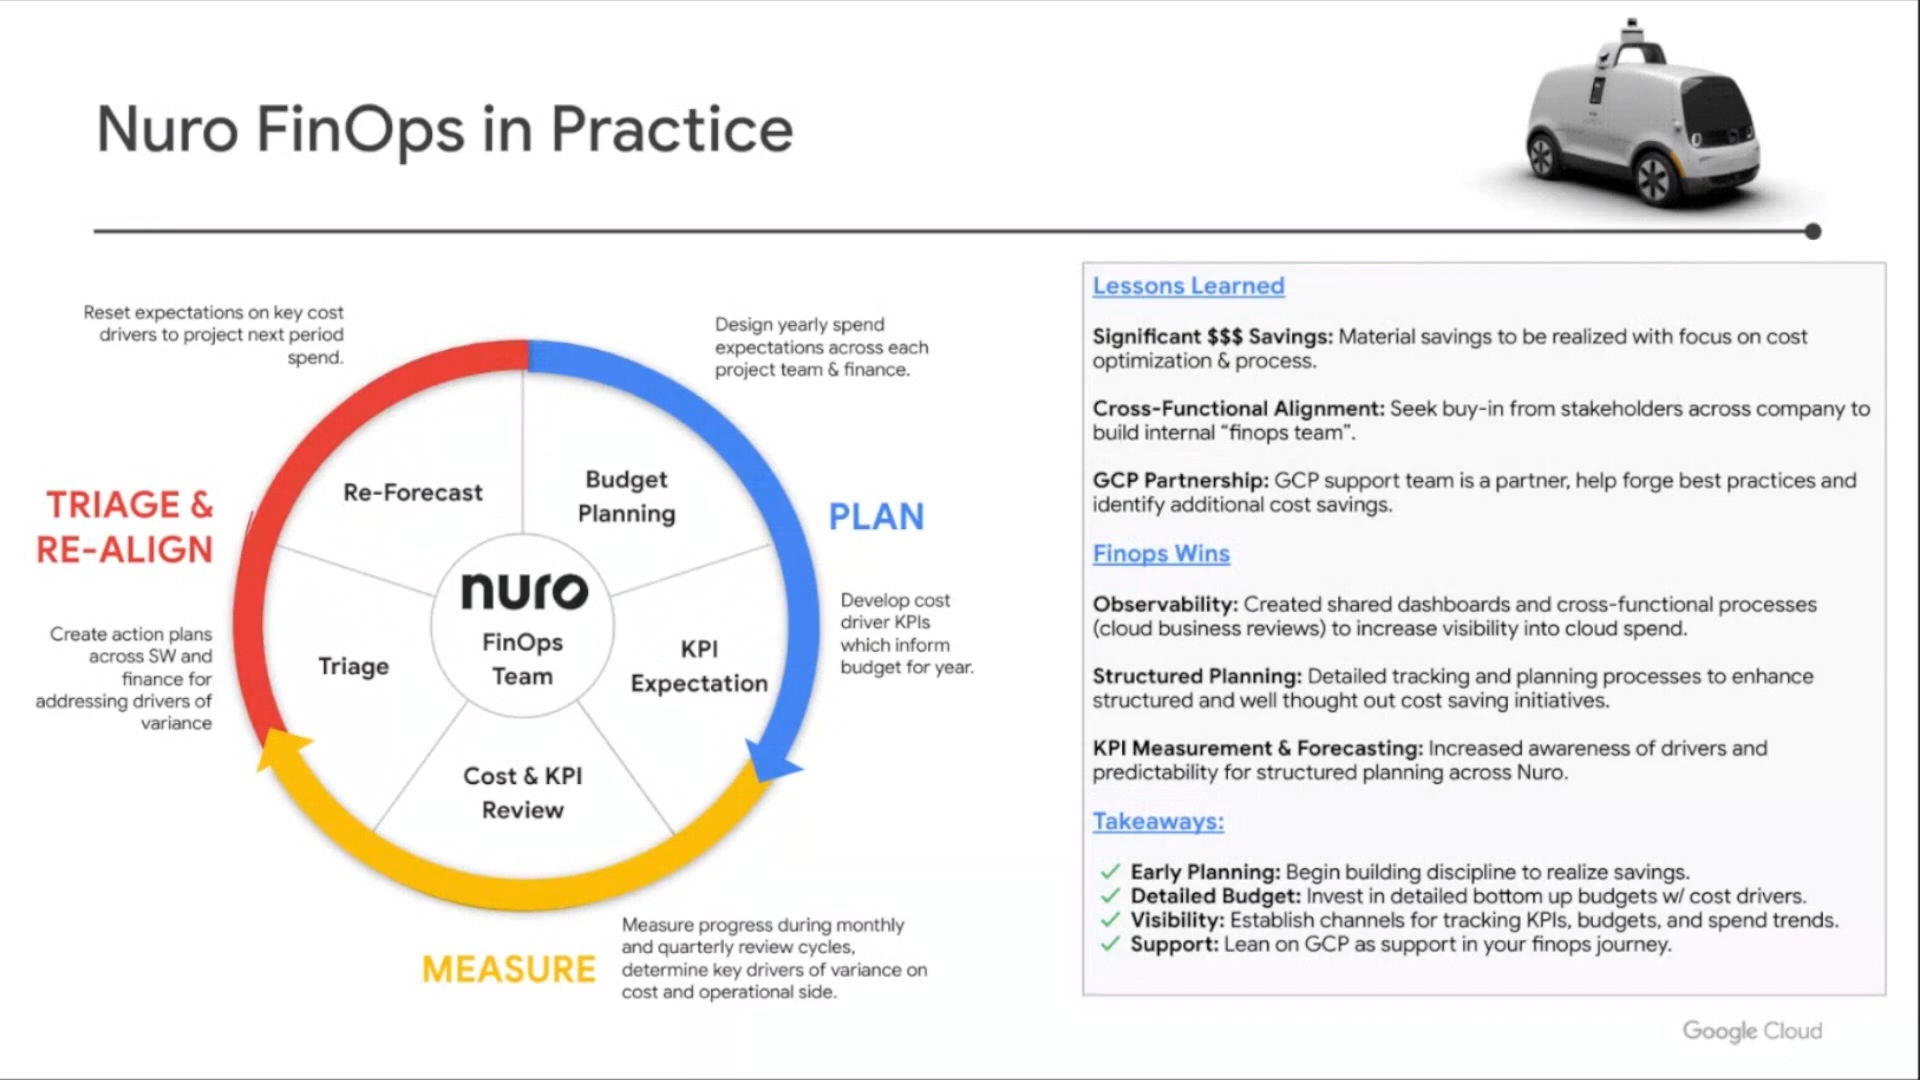 Nuro FinOps in Practice
Reset expectations on key cost
drivers to project next period
spend.
Design yearly spend
expectations across each
project team & finance.
TRIAGE &
RE-ALIGN
Re-Forecast
Budget
Planning
PLAN
nuro
FinOps
Team
Develop cost
driver KPIs
which inform
budget for year.
KPI
Expectation
Create action plans
across SW and
finance for
addressing drivers of
variance
Triage
Cost & KPI
Review
MEASURE
Measure progress during monthly
and quarterly review cycles,
determine key drivers of variance on
cost and operational side.
Lessons Learned
Significant $$$ Savings: Material savings to be realized with focus on cost
optimization & process.
Cross-Functional Alignment: Seek buy-in from stakeholders across company to
build internal “finops team”.
GCP Partnership: GCP support team is a partner, help forge best practices and
identify additional cost savings.
Finops Wins
Observability: Created shared dashboards and cross-functional processes
(cloud business reviews) to increase visibility into cloud spend.
Structured Planning: Detailed tracking and planning processes to enhance
structured and well thought out cost saving initiatives.
KPI Measurement & Forecasting: Increased awareness of drivers and
predictability for structured planning across Nuro.
Takeaways:
✓ Early Planning: Begin building discipline to realize savings.
✓ Detailed Budget: Invest in detailed bottom up budgets w/ cost drivers.
✓ Visibility: Establish channels for tracking KPIs, budgets, and spend trends.
✓ Support: Lean on GCP as support in your finops journey.
Google Cloud